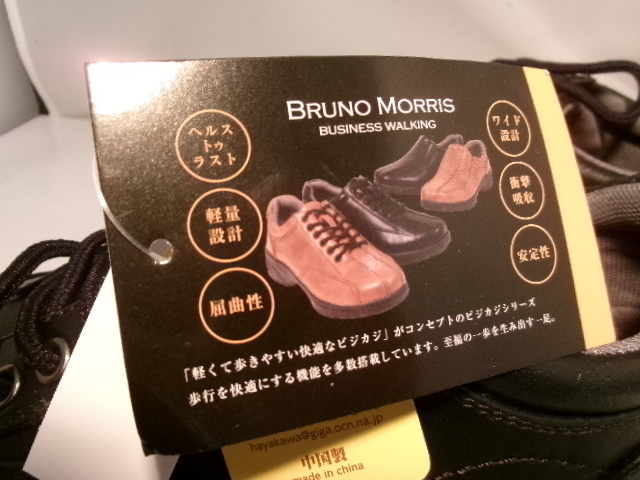 BRUNO MORRIS
BUSINESS WALKING
ヘルス
トゥ
ラスト
軽量
設計
屈曲性
ワイド
設計
衝撃
吸収
安定性
「軽くて歩きやすい快適なビジカジ」がコンセプトのビジカジシリーズ
歩行を快適にする機能を多数搭載しています。至福の一歩を生み出す一足。
hayakawa@giga.ocn.na.jp
中国製
made in china